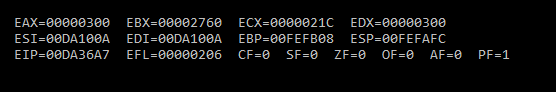 EAX=00000300 EBX=00002760 ECX=0000021C EDX=00000300
ESI=00DA100A EDI=00DA100A EBP=00FEFB08 ESP=00FEFAFC
EIP=00DA36A7 EFL=00000206 CF=0 SF=0 ZF=0 OF=0 AF=0 PF=1